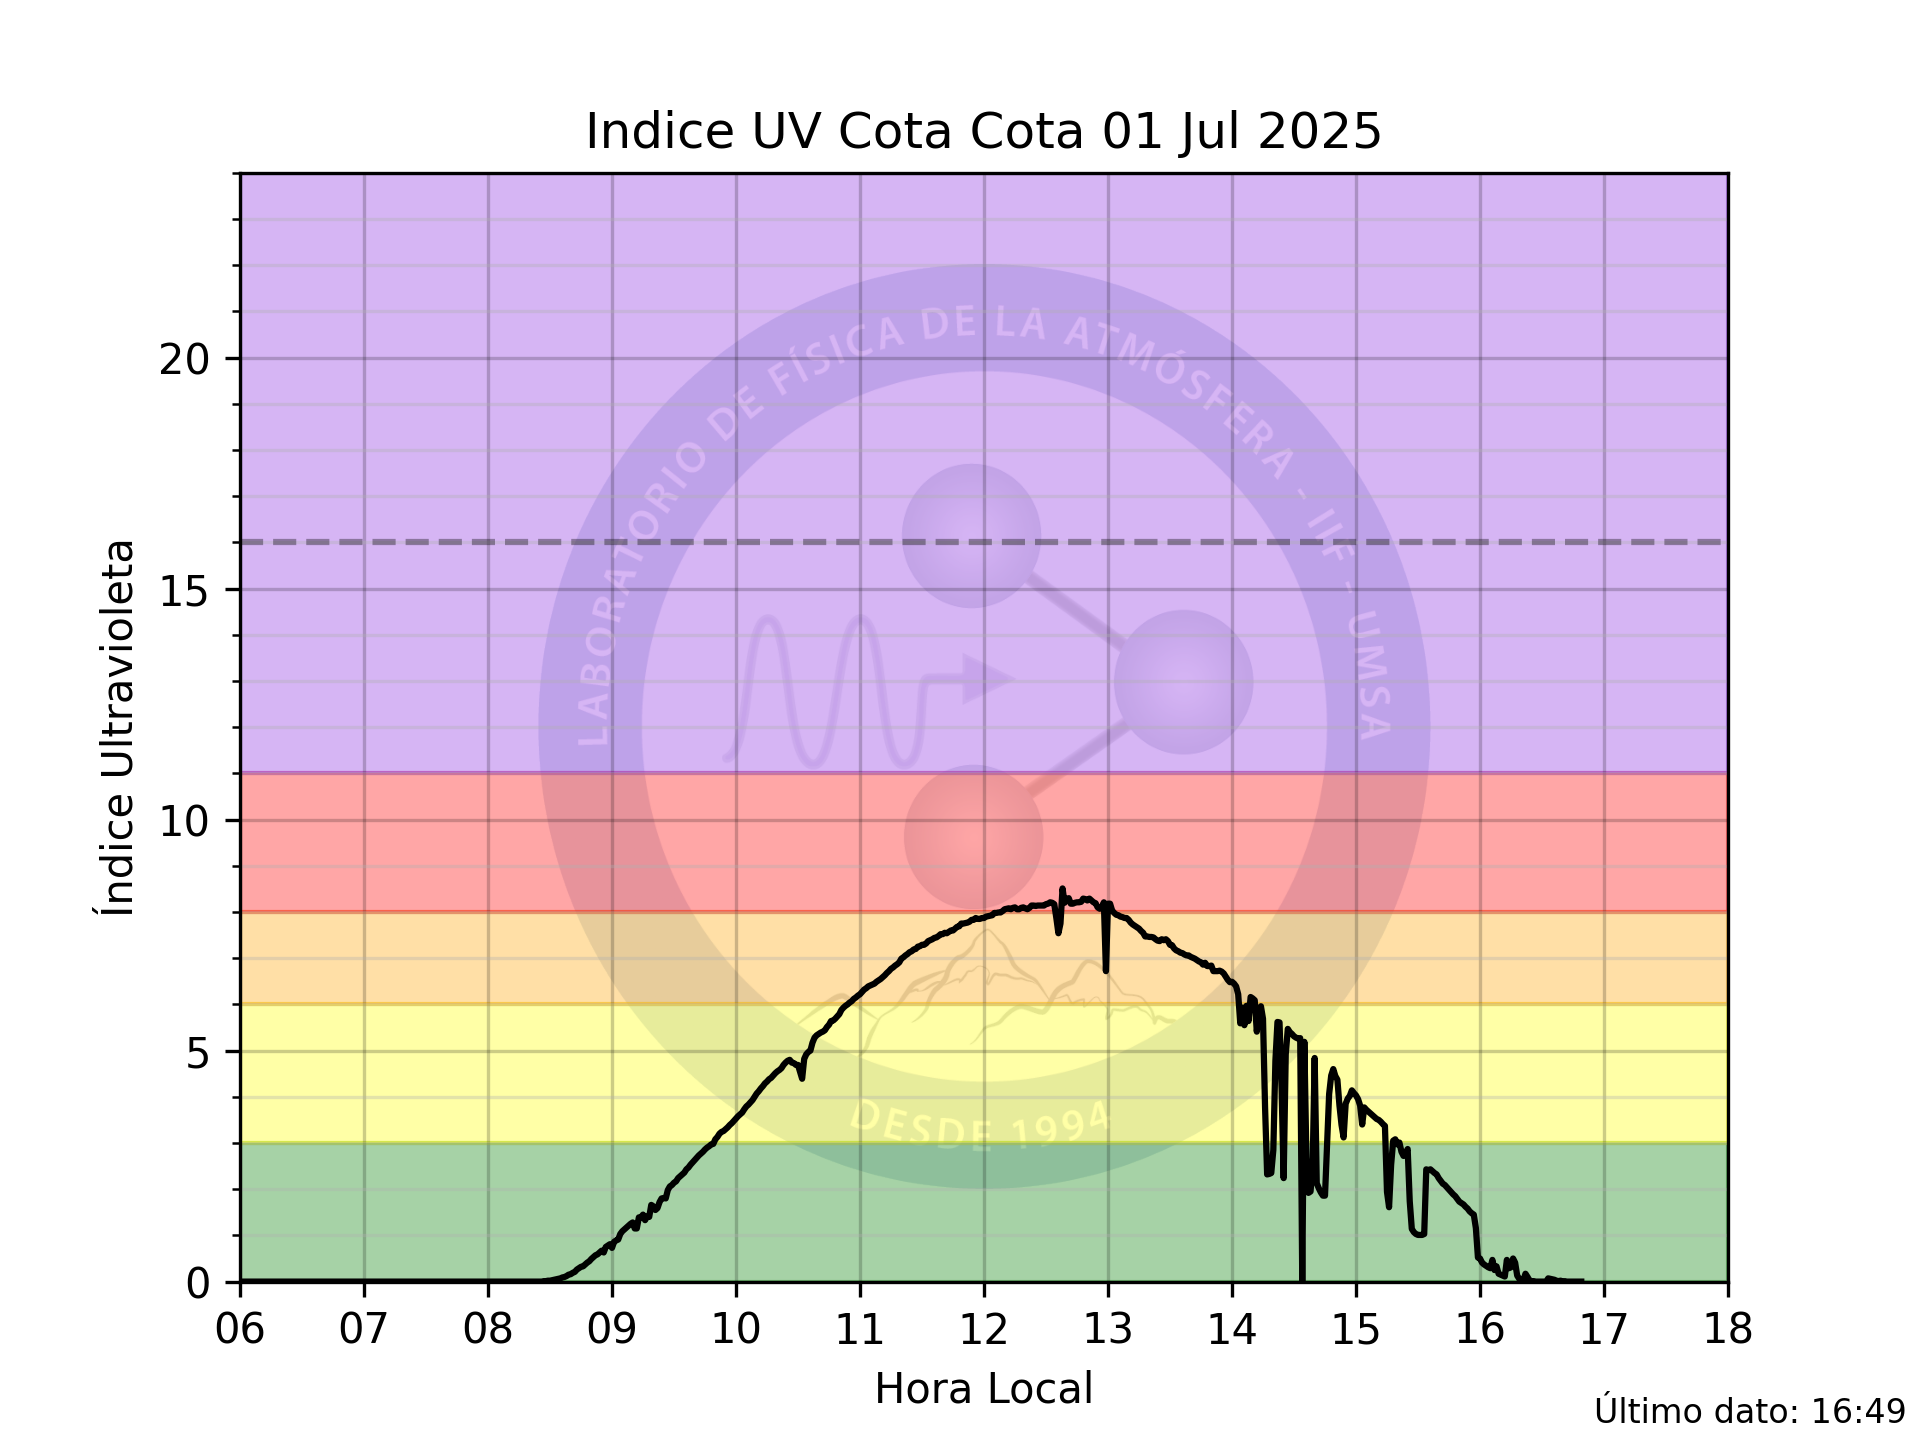 Indice UV Cota Cota 01 Jul 2025
LABORATORIO DE FÍSICA DE LA ATMÓSFERA - IIF - UMSA
DESDE 1994
Índice Ultravioleta
20
15
10
5
0
06 07 08 09 10 11 12 13 14 15 16 17 18
Hora Local
Último dato: 16:49